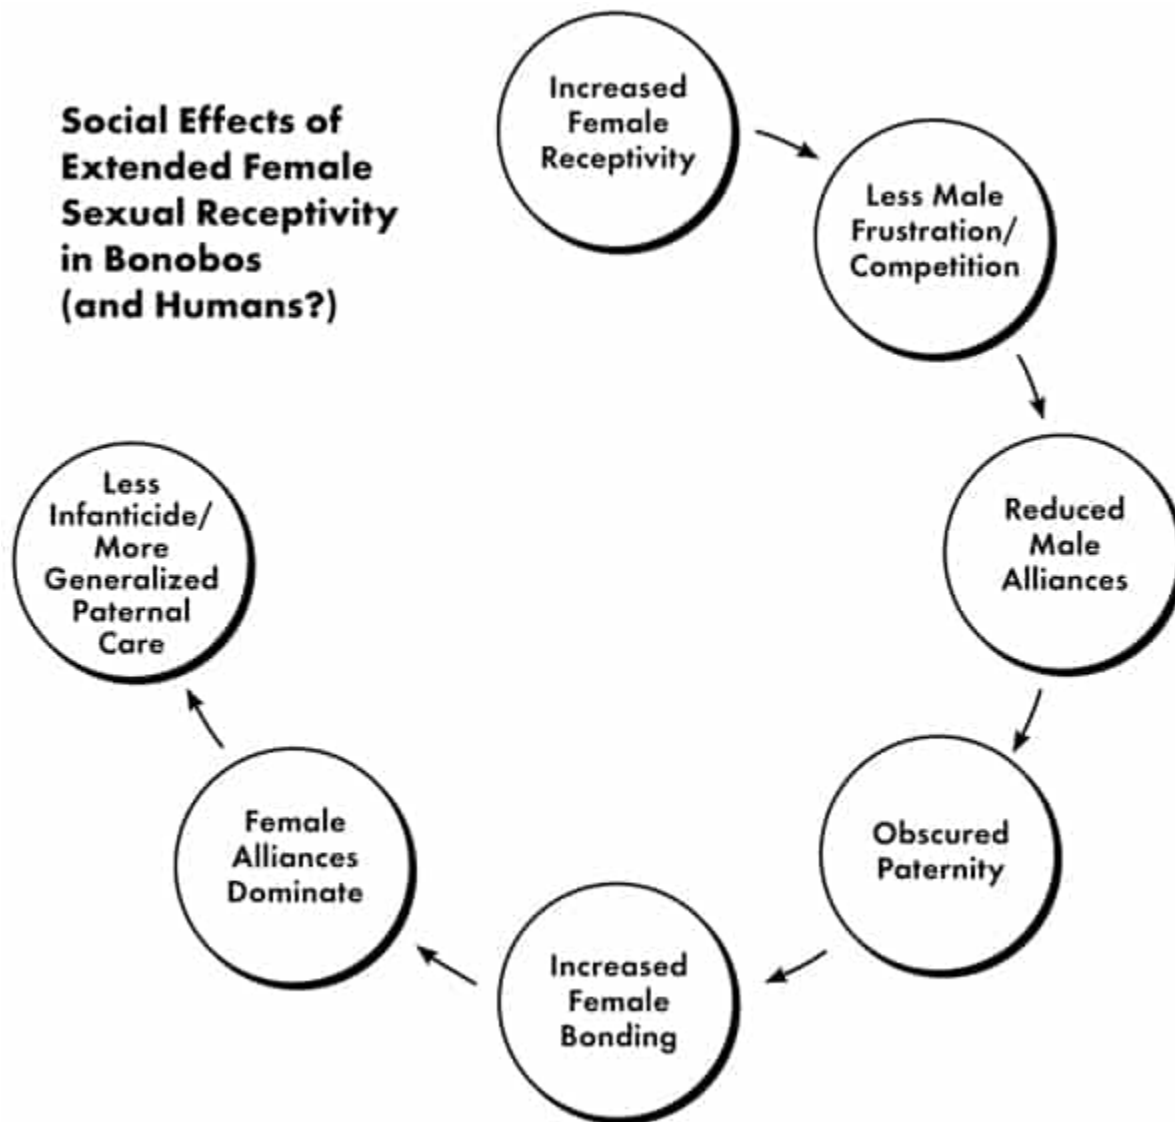 Social Effects of
Extended Female
Sexual Receptivity
in Bonobos
(and Humans?)
Increased
Female
Receptivity
Less Male
Frustration/
Competition
Reduced
Male
Alliances
Obscured
Paternity
Increased
Female
Bonding
Female
Alliances
Dominate
Less
Infanticide/
More
Generalized
Paternal
Care